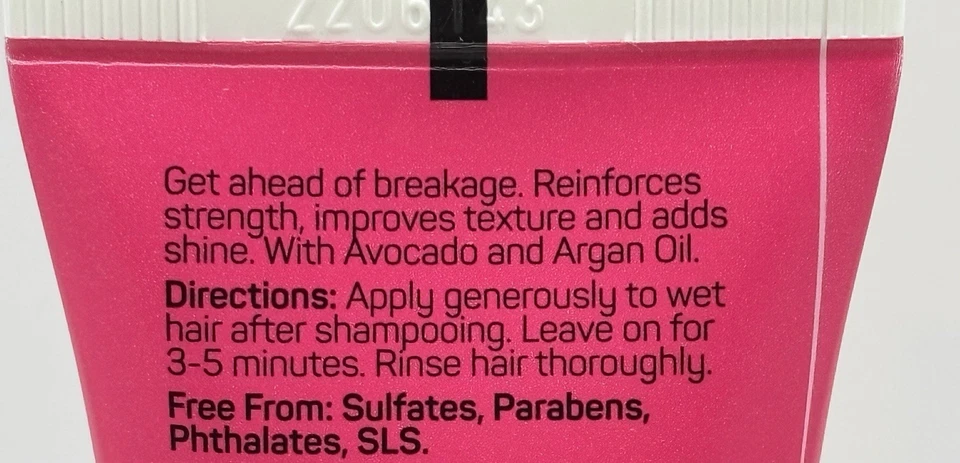 Get ahead of breakage. Reinforces
strength, improves texture and adds
shine. With Avocado and Argan Oil.
Directions: Apply generously to wet
hair after shampooing. Leave on for
3-5 minutes. Rinse hair thoroughly.
Free From: Sulfates, Parabens,
Phthalates, SLS.